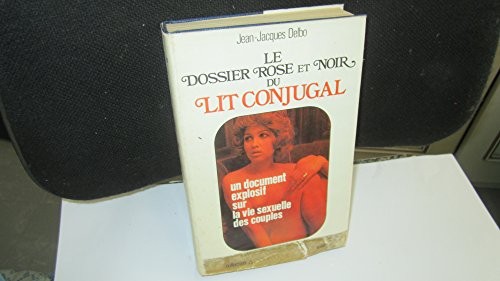 Jean-Jacques Delbo
LE
DOSSIER ROSE ET NOIR
DU
LIT CONJUGAL
un document
explosif
sur
la vie sexuelle
des couples